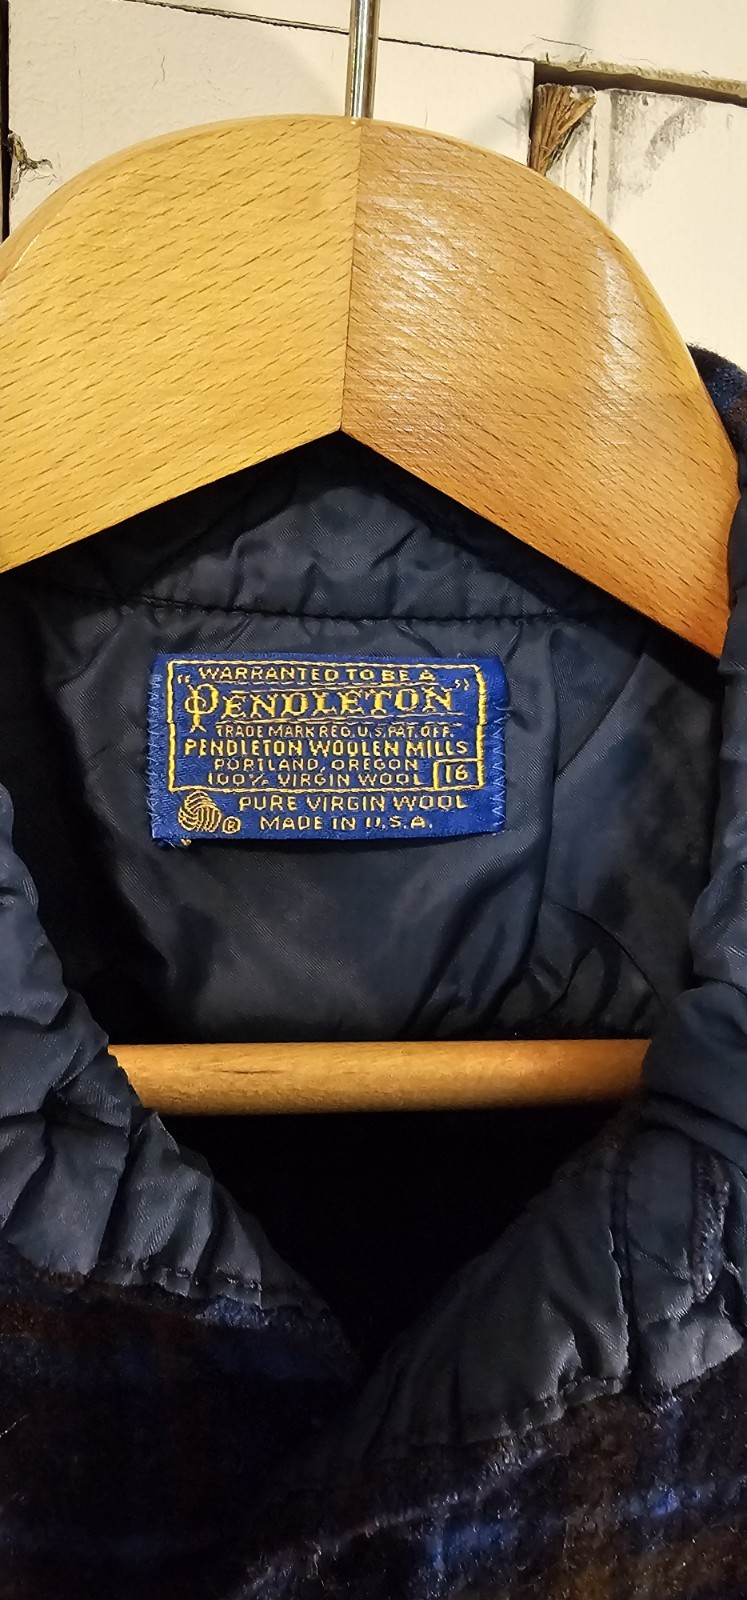 WARRANTED TO BE A
"PENDLETON"
TRADE MARK REG. U.S. PAT. OFF.
PENDLETON WOOLEN MILLS
PORTLAND, OREGON
100% VIRGIN WOOL 16
® PURE VIRGIN WOOL
MADE IN U.S.A.